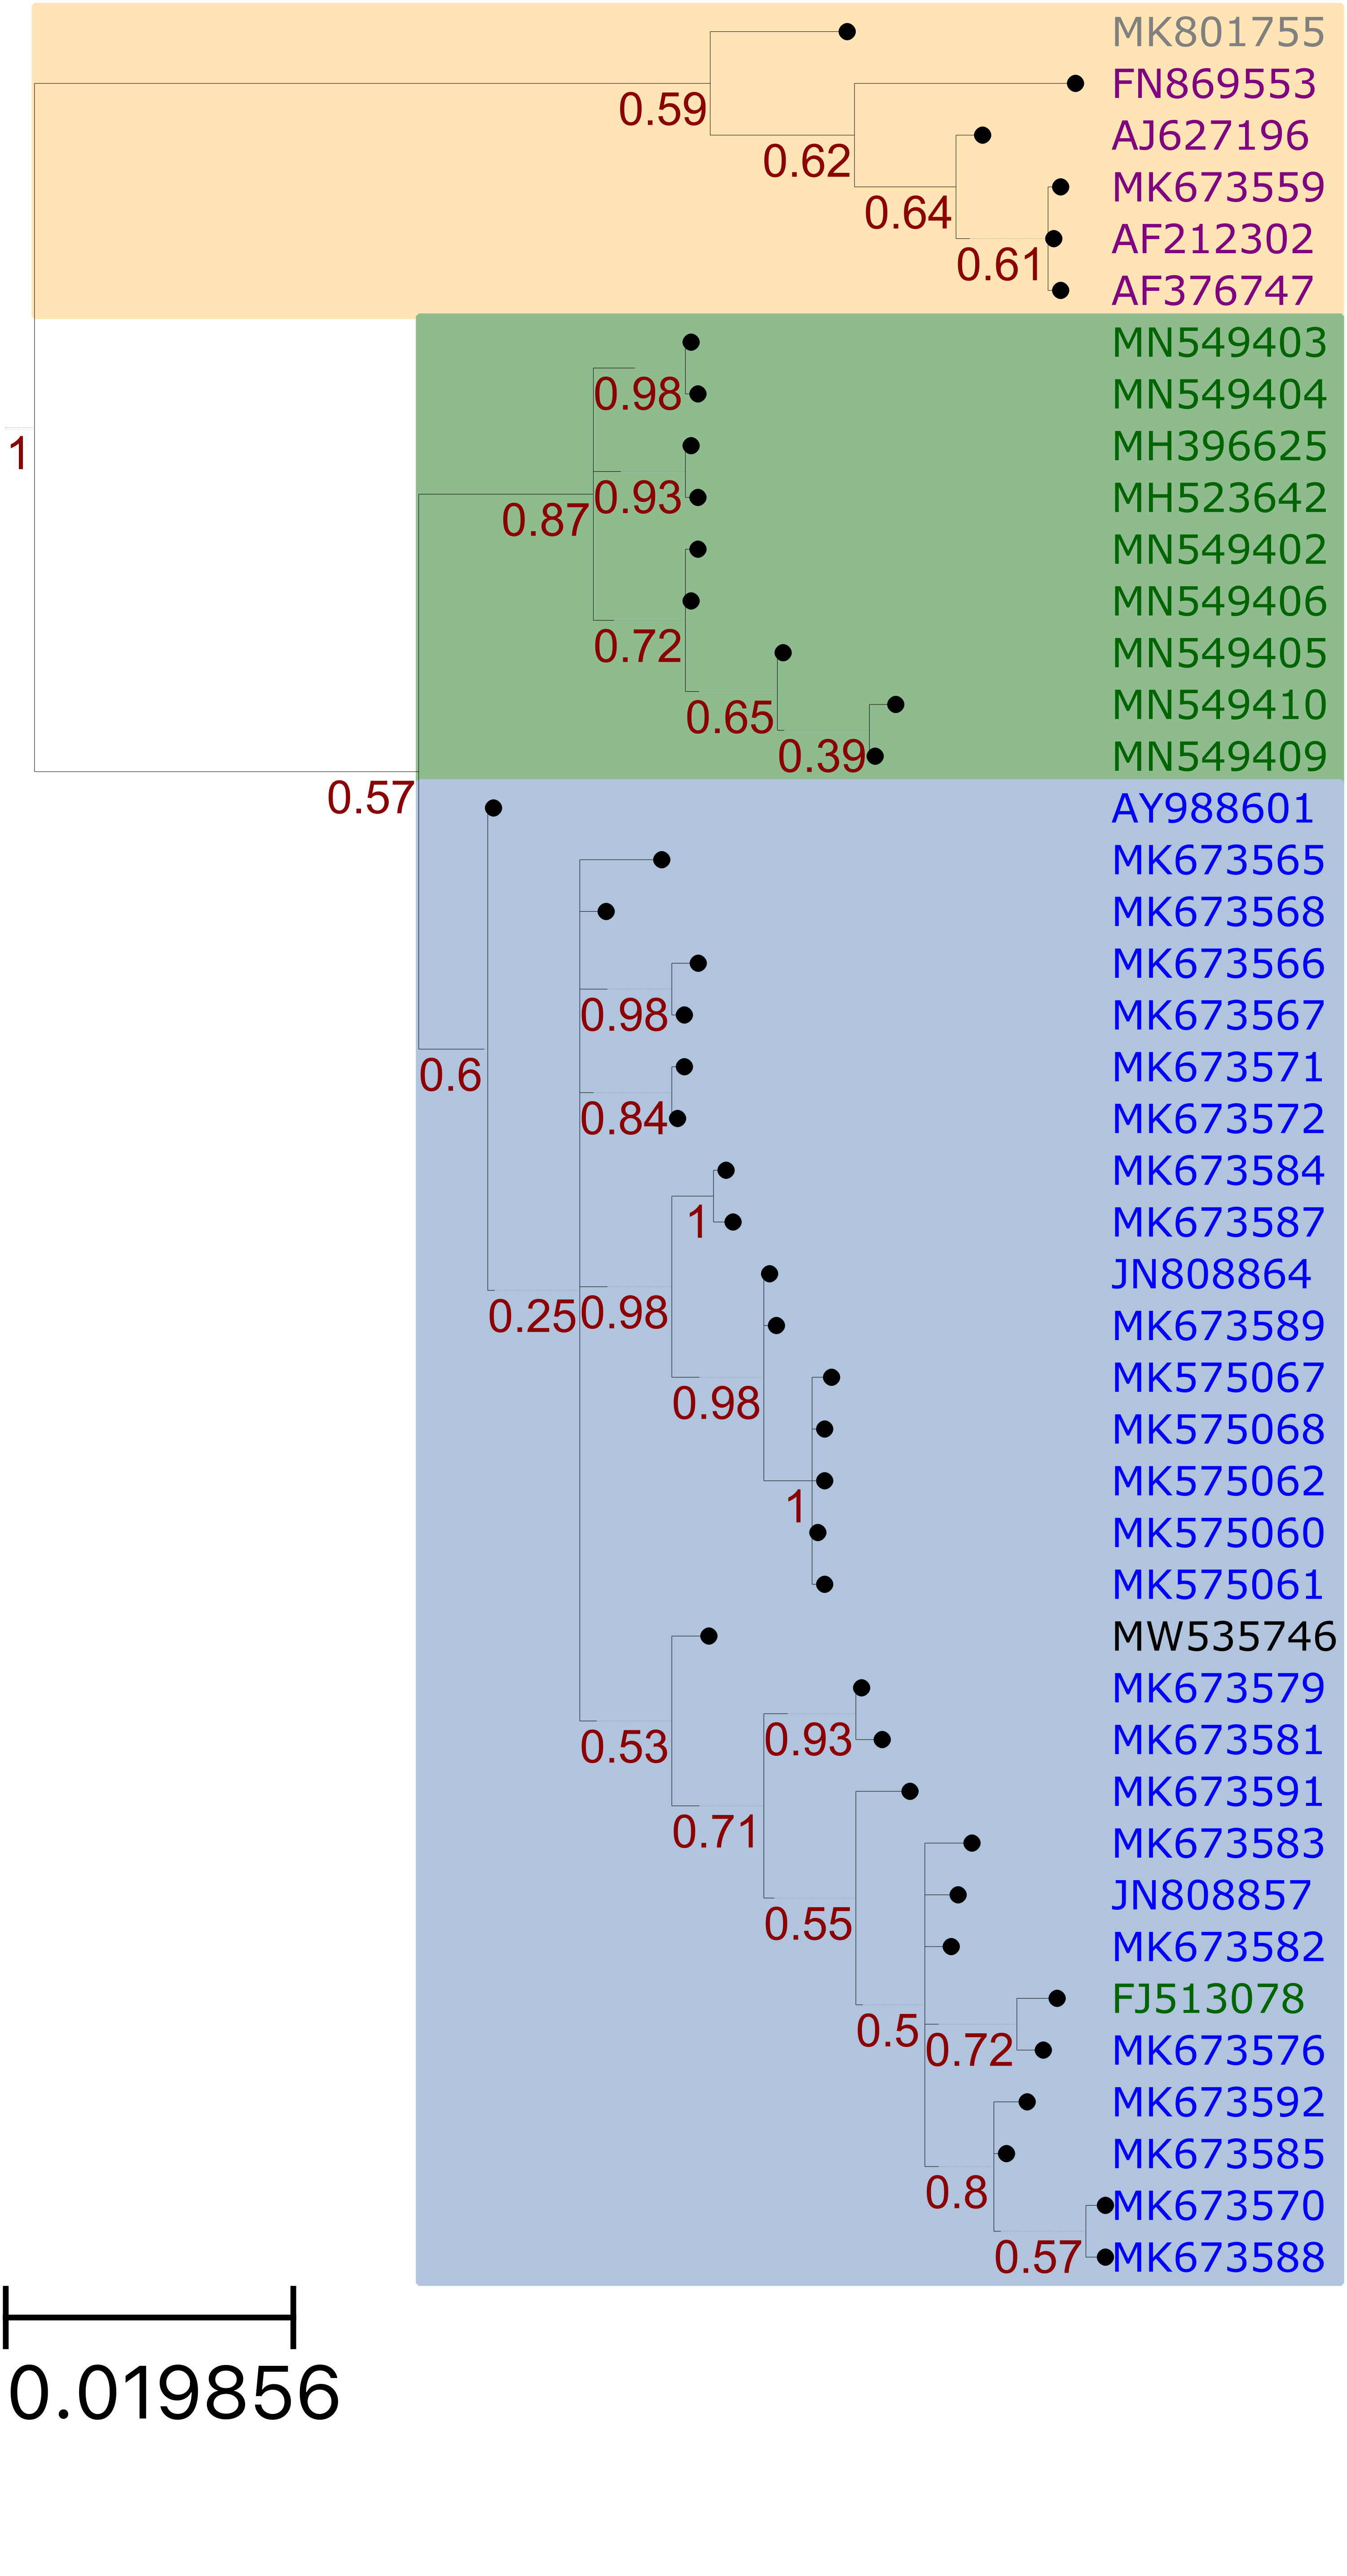 MK801755
FN869553
0.59
AJ627196
0.62
MK673559
0.64
AF212302
0.61
AF376747
MN549403
0.98
MN549404
1
MH396625
0.93
MH523642
0.87
MN549402
MN549406
0.72
MN549405
0.65
MN549410
0.39
MN549409
0.57
AY988601
MK673565
MK673568
MK673566
0.98
MK673567
0.6
MK673571
0.84
MK673572
MK673584
1
MK673587
JN808864
0.25
0.98
MK673589
MK575067
0.98
MK575068
MK575062
1
MK575060
MK575061
MW535746
MK673579
0.53
0.93
MK673581
MK673591
0.71
MK673583
JN808857
0.55
MK673582
FJ513078
0.5
0.72
MK673576
MK673592
MK673585
0.8
MK673570
0.57
MK673588
0.019856